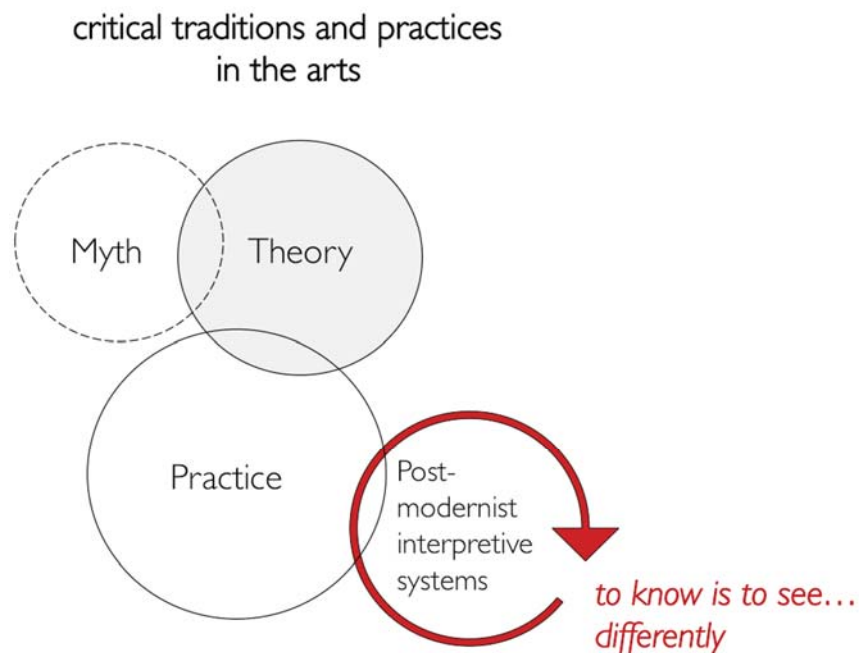 critical traditions and practices
in the arts
Myth
Theory
Practice
Post-
modernist
interpretive
systems
to know is to see...
differently